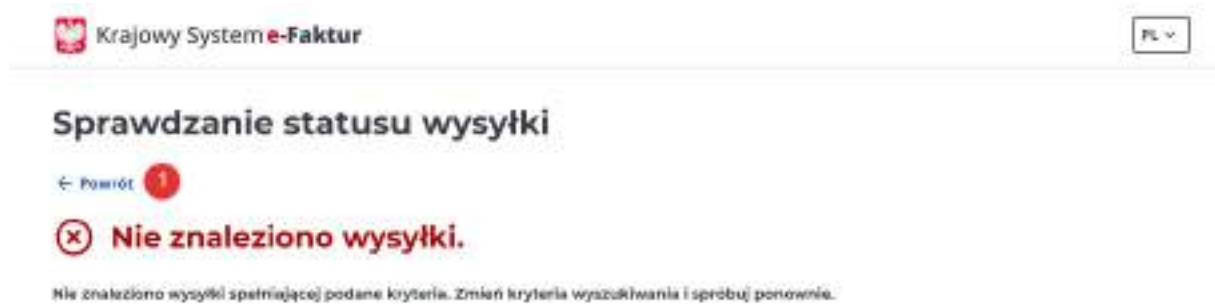 Krajowy System e-Faktur
PL
Sprawdzanie statusu wysyłki
← Powrót 1
Nie znaleziono wysyłki.
Nie znaleziono wysyłki spełniającej podane kryteria. Zmień kryteria wyszukiwania i spróbuj ponownie.